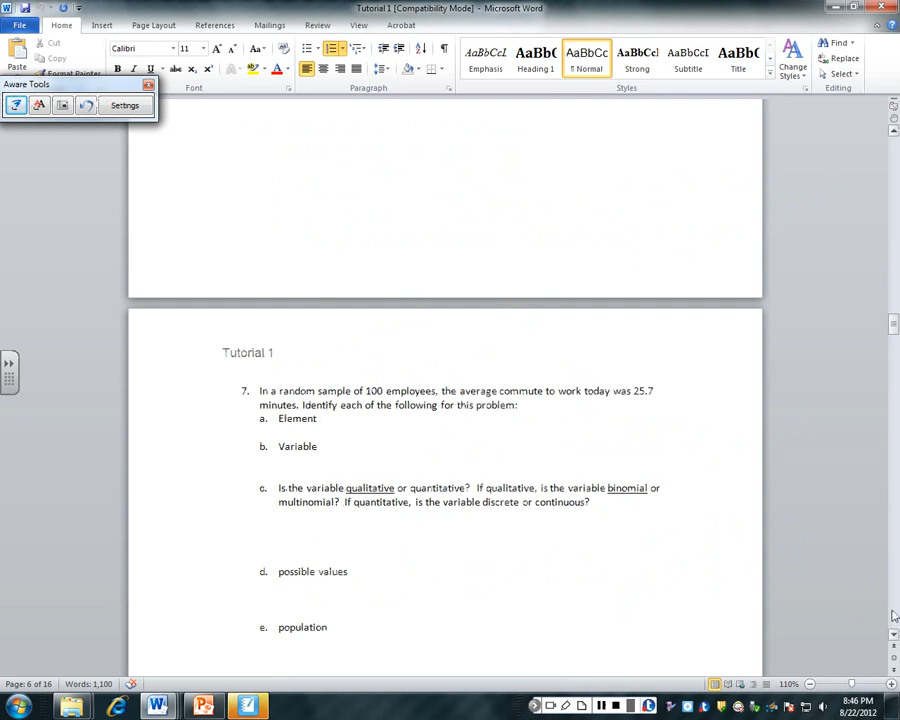 Tutorial 1 [Compatibility Mode] - Microsoft Word
File Home Insert Page Layout References Mailings Review View Acrobat
Cut
Copy
Format Painter
Paste
Calibri 11
Font
Paragraph
AaBbCcI AaBb( AaBbCc AaBbCcl AaBbCc AaBb(
Emphasis Heading 1 ¶ Normal Strong Subtitle Title
Change Styles
Styles
Find
Replace
Select
Editing
Aware Tools
Settings
Tutorial 1
7. In a random sample of 100 employees, the average commute to work today was 25.7
minutes. Identify each of the following for this problem:
a. Element
b. Variable
c. Is the variable qualitative or quantitative? If qualitative, is the variable binomial or
multinomial? If quantitative, is the variable discrete or continuous?
d. possible values
e. population
Page: 6 of 16 Words: 1,100 110%
8:46 PM
8/22/2012